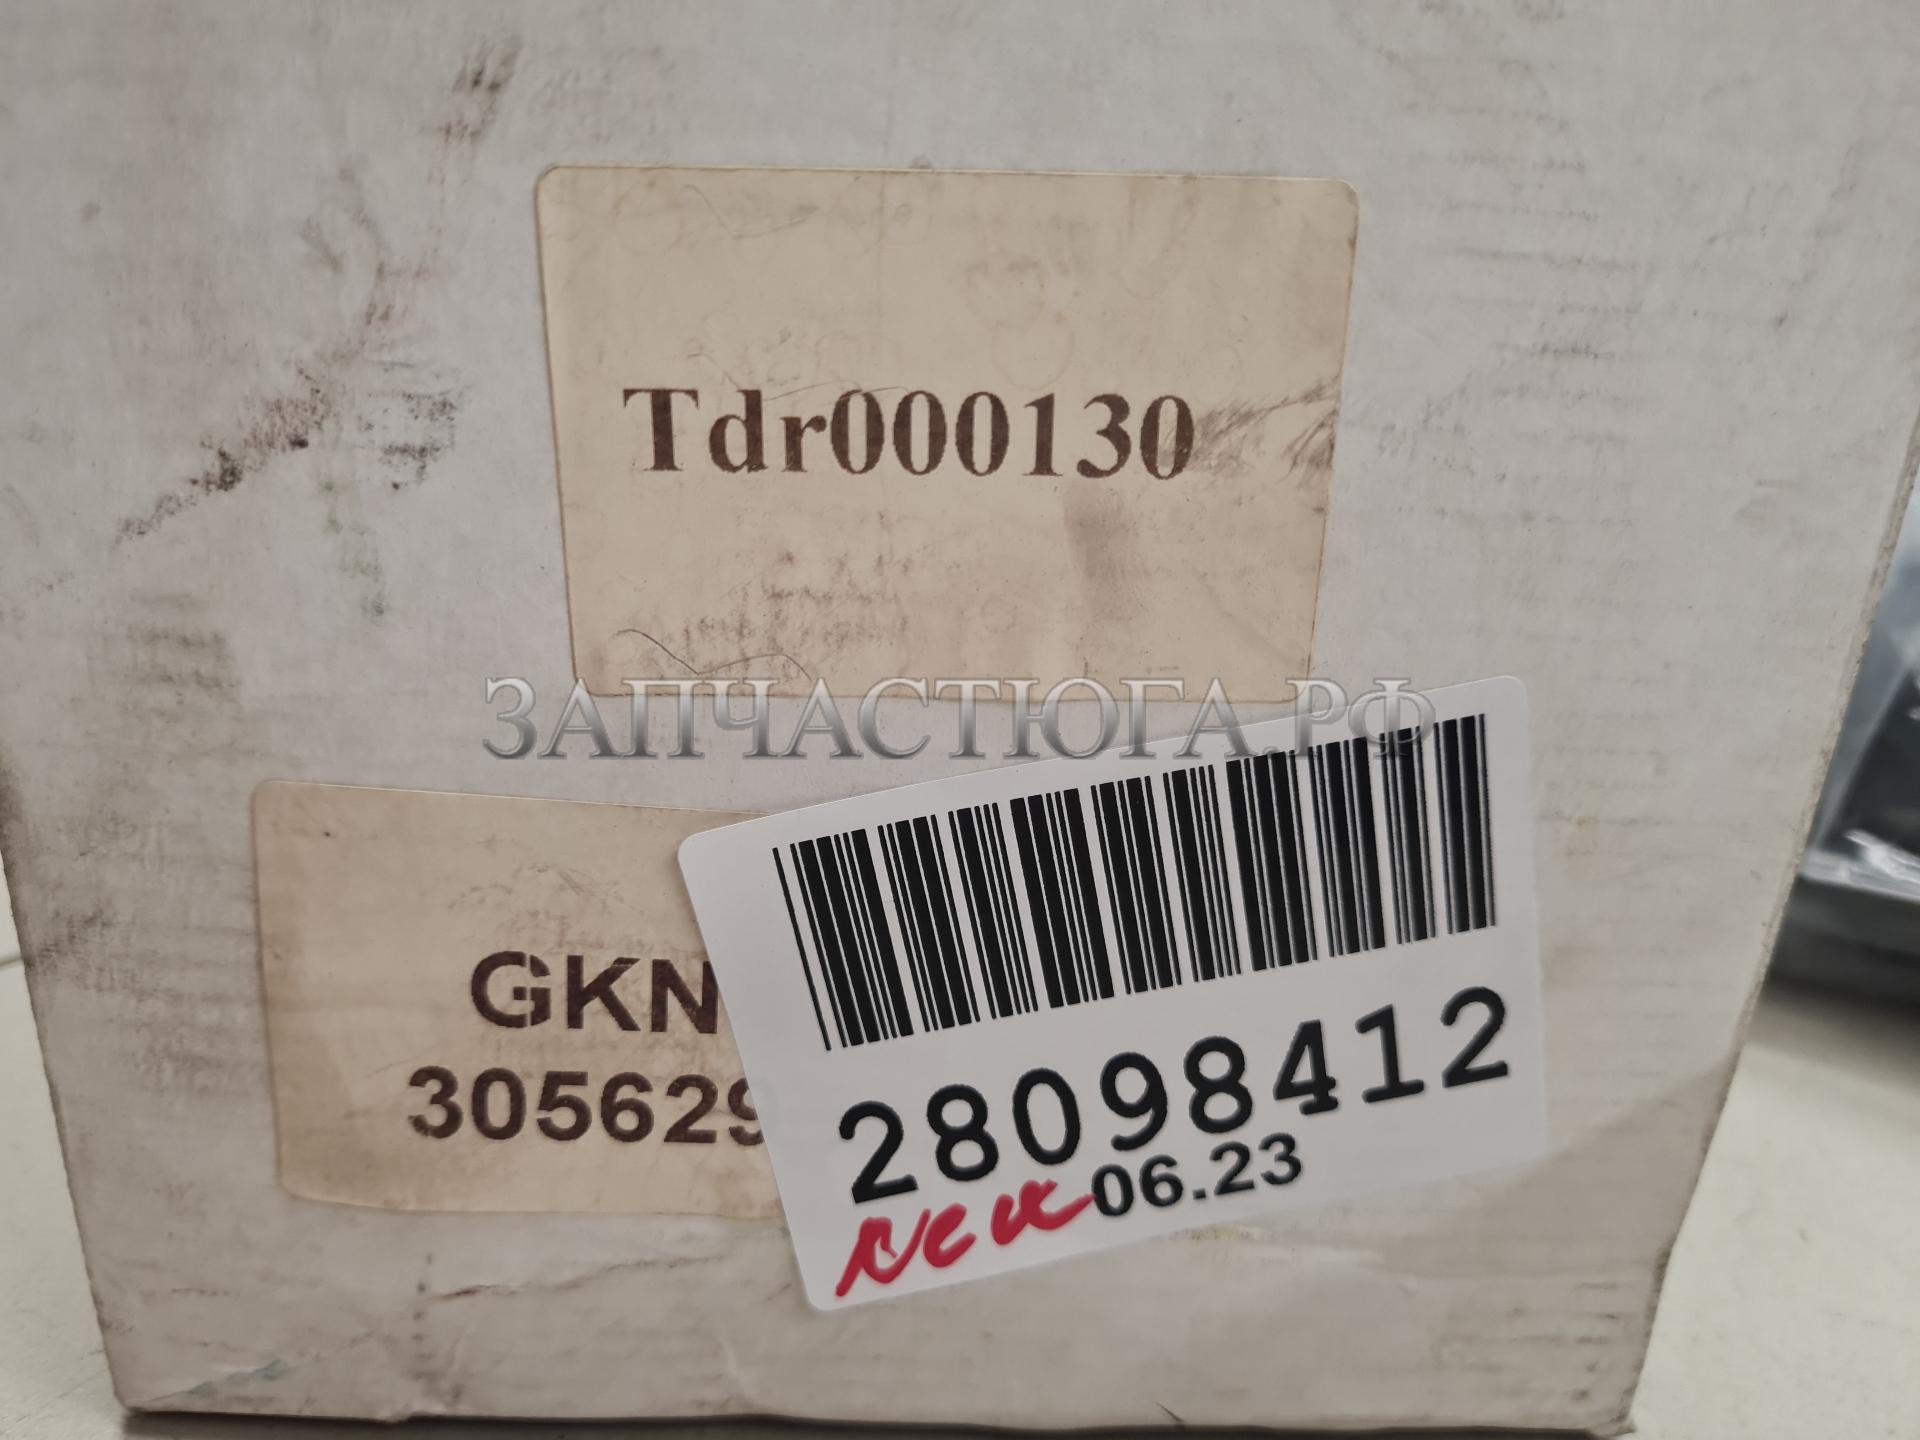 Tdr000130
ЗАПЧАСТЮГА.РФ
GKN
305629
28098412
06.23